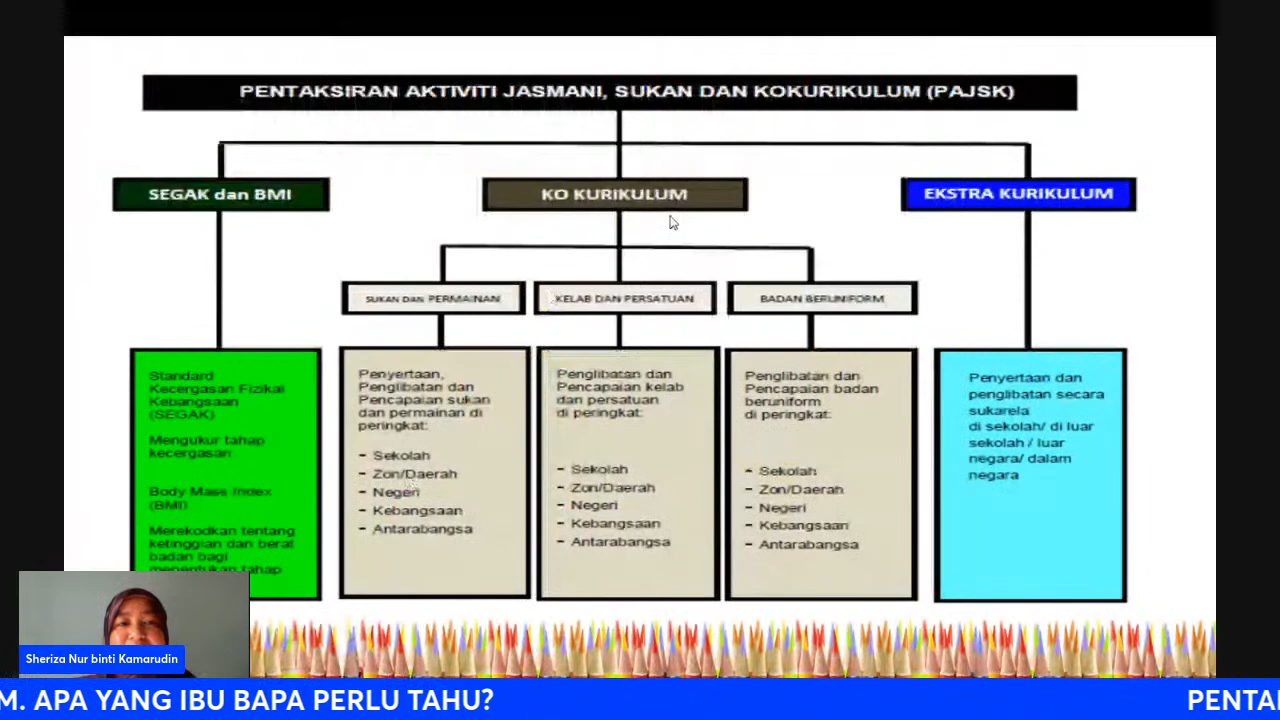 PENTAKSIRAN AKTIVITI JASMANI, SUKAN DAN KOKURIKULUM (PAJSK)
SEGAK dan BMI
KO KURIKULUM
EKSTRA KURIKULUM
SUKAN DAN PERMAINAN
KELAB DAN PERSATUAN
BADAN BERUNIFORM
Standard
Kecergasan Fizikal
Kebangsaan
(SEGAK)
Mengukur tahap
kecergasan
Body Mass Index
(BMI)
Merekodkan tentang
ketinggian dan berat
badan bagi
menentukan tahap
Penyertaan,
Penglibatan dan
Pencapaian sukan
dan permainan di
peringkat:
- Sekolah
- Zon/Daerah
- Negeri
- Kebangsaan
- Antarabangsa
Penglibatan dan
Pencapaian kelab
dan persatuan
di peringkat:
- Sekolah
- Zon/Daerah
- Negeri
- Kebangsaan
- Antarabangsa
Penglibatan dan
Pencapaian badan
beruniform
di peringkat:
- Sekolah
- Zon/Daerah
- Negeri
- Kebangsaan
- Antarabangsa
Penyertaan dan
penglibatan secara
sukarela
di sekolah/ di luar
sekolah / luar
negara/ dalam
negara
Sheriza Nur binti Kamarudin
M. APA YANG IBU BAPA PERLU TAHU?
PENTA